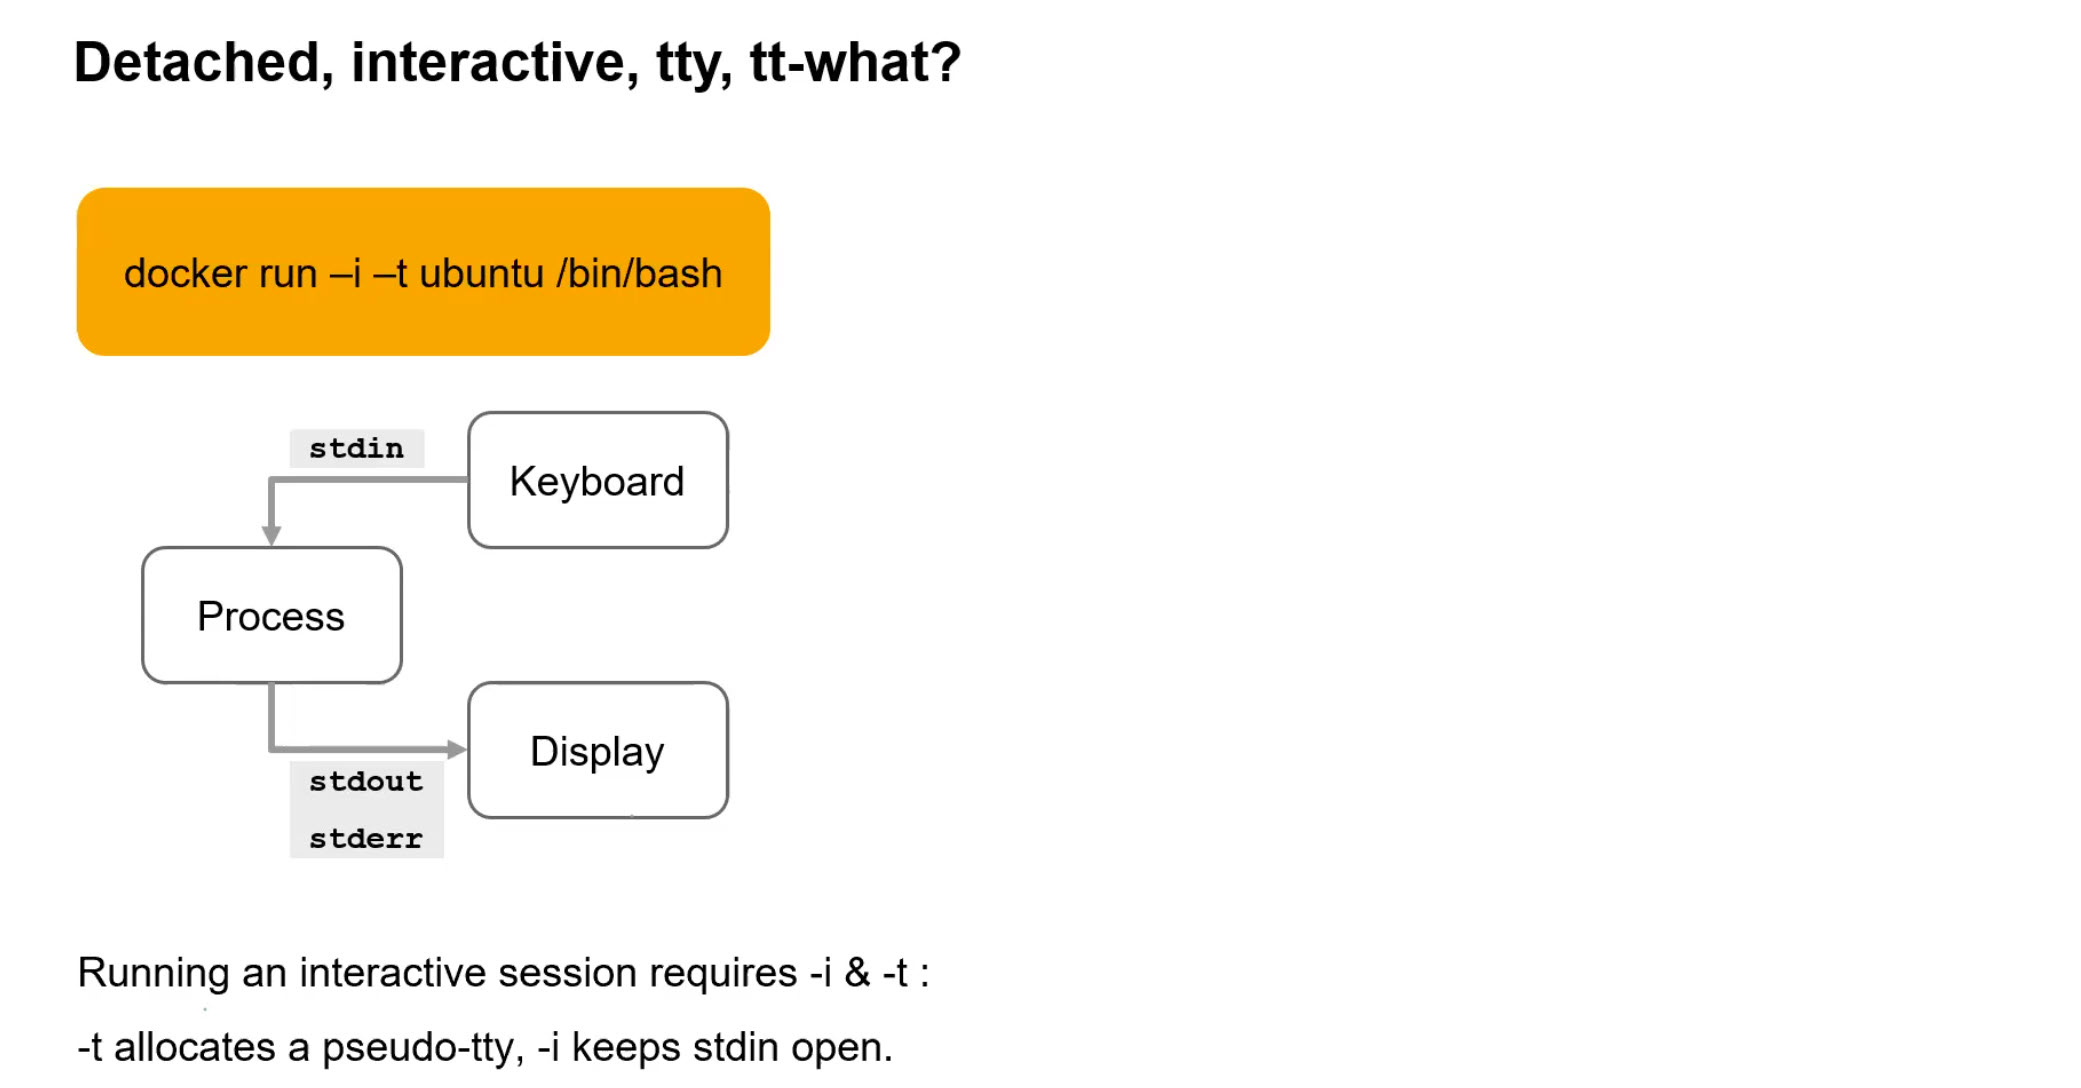 Detached, interactive, tty, tt-what?
docker run –i –t ubuntu /bin/bash
stdin
Keyboard
Process
Display
stdout
stderr
Running an interactive session requires -i & -t :
-t allocates a pseudo-tty, -i keeps stdin open.